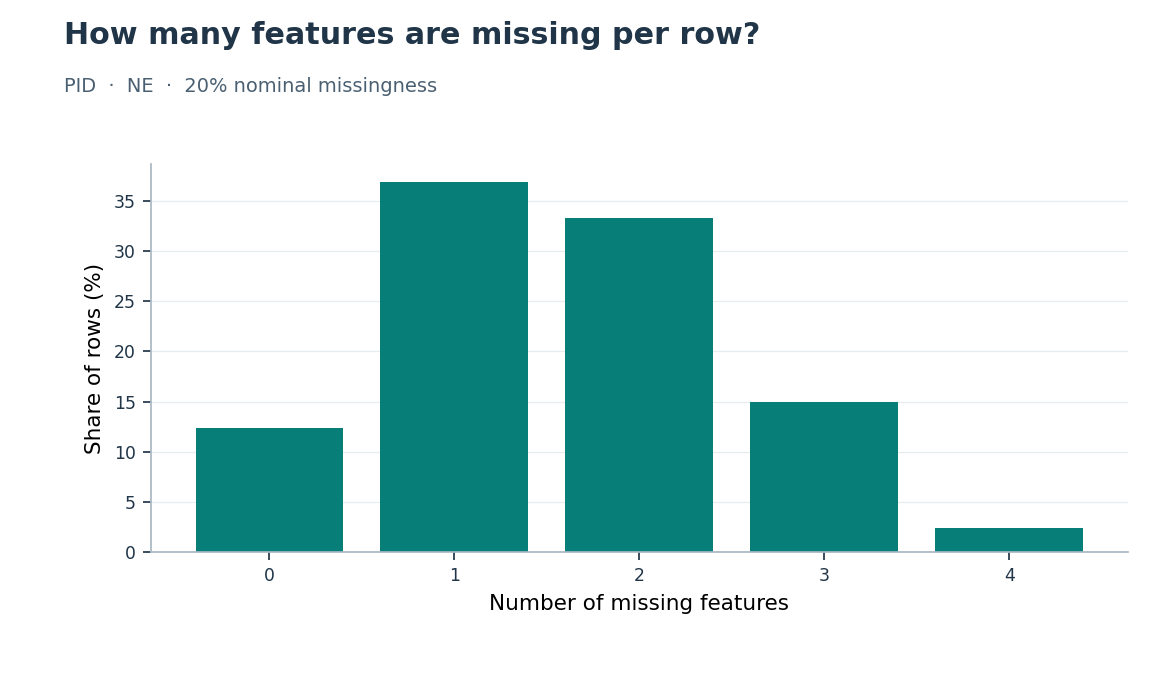 How many features are missing per row?
PID · NE · 20% nominal missingness
Share of rows (%)
35
30
25
20
15
10
5
0
0 1 2 3 4
Number of missing features